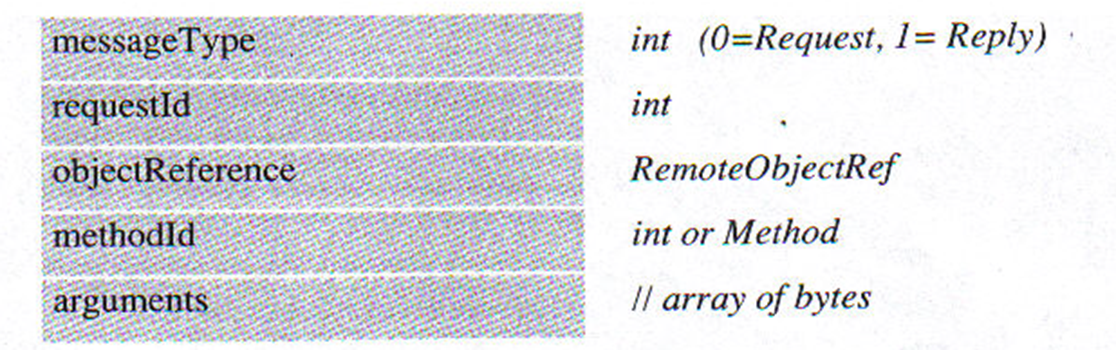 messageType int (0=Request, 1= Reply)
requestId int
objectReference RemoteObjectRef
methodId int or Method
arguments // array of bytes